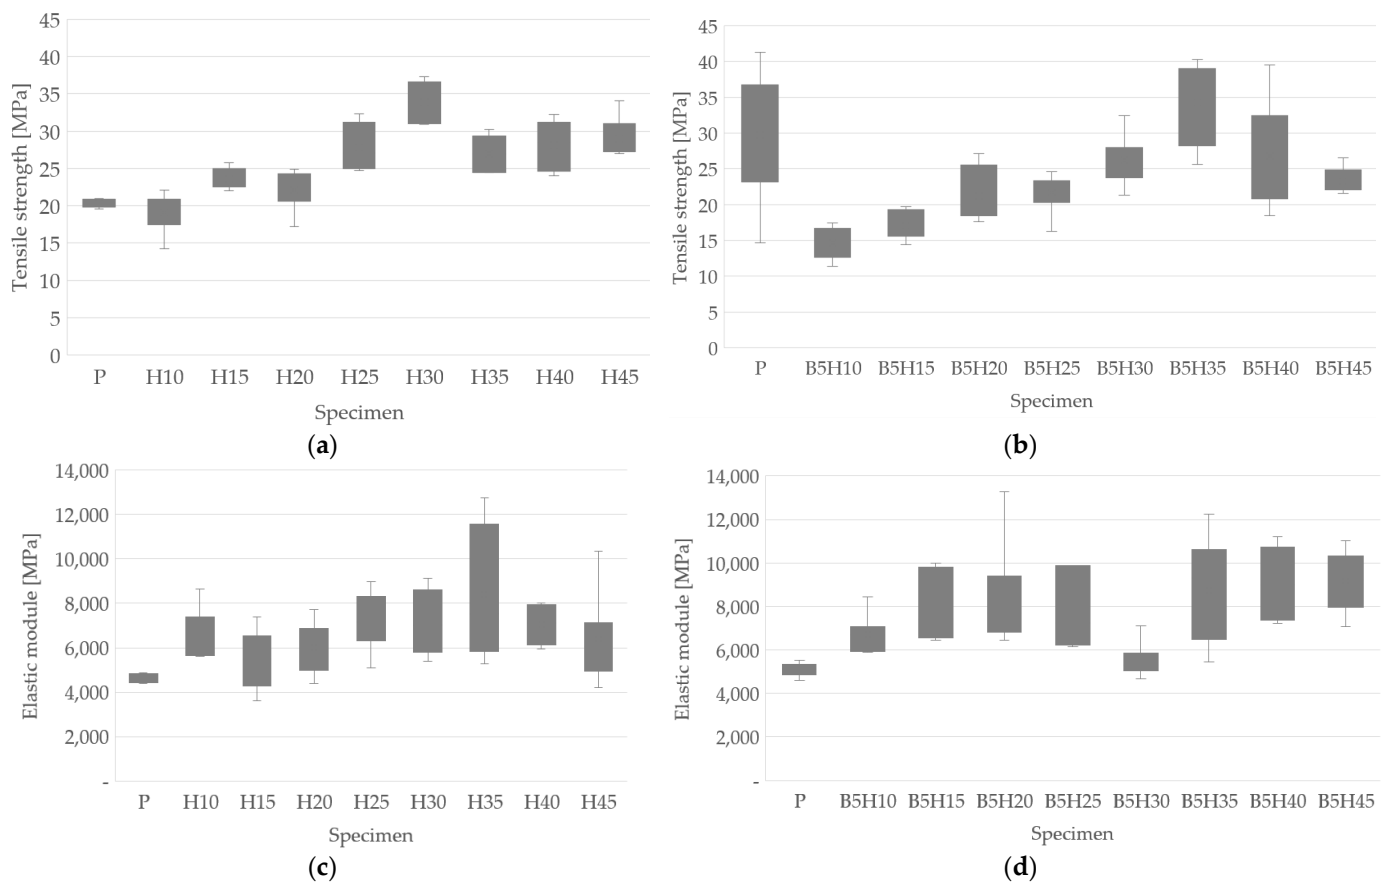 Tensile strength [MPa]
45
40
35
30
25
20
15
10
5
0
P H10 H15 H20 H25 H30 H35 H40 H45
Specimen
(a)
Tensile strength [MPa]
45
40
35
30
25
20
15
10
5
0
P B5H10 B5H15 B5H20 B5H25 B5H30 B5H35 B5H40 B5H45
Specimen
(b)
Elastic module [MPa]
14,000
12,000
10,000
8,000
6,000
4,000
2,000
-
P H10 H15 H20 H25 H30 H35 H40 H45
Specimen
(c)
Elastic module [MPa]
14,000
12,000
10,000
8,000
6,000
4,000
2,000
-
P B5H10 B5H15 B5H20 B5H25 B5H30 B5H35 B5H40 B5H45
Specimen
(d)